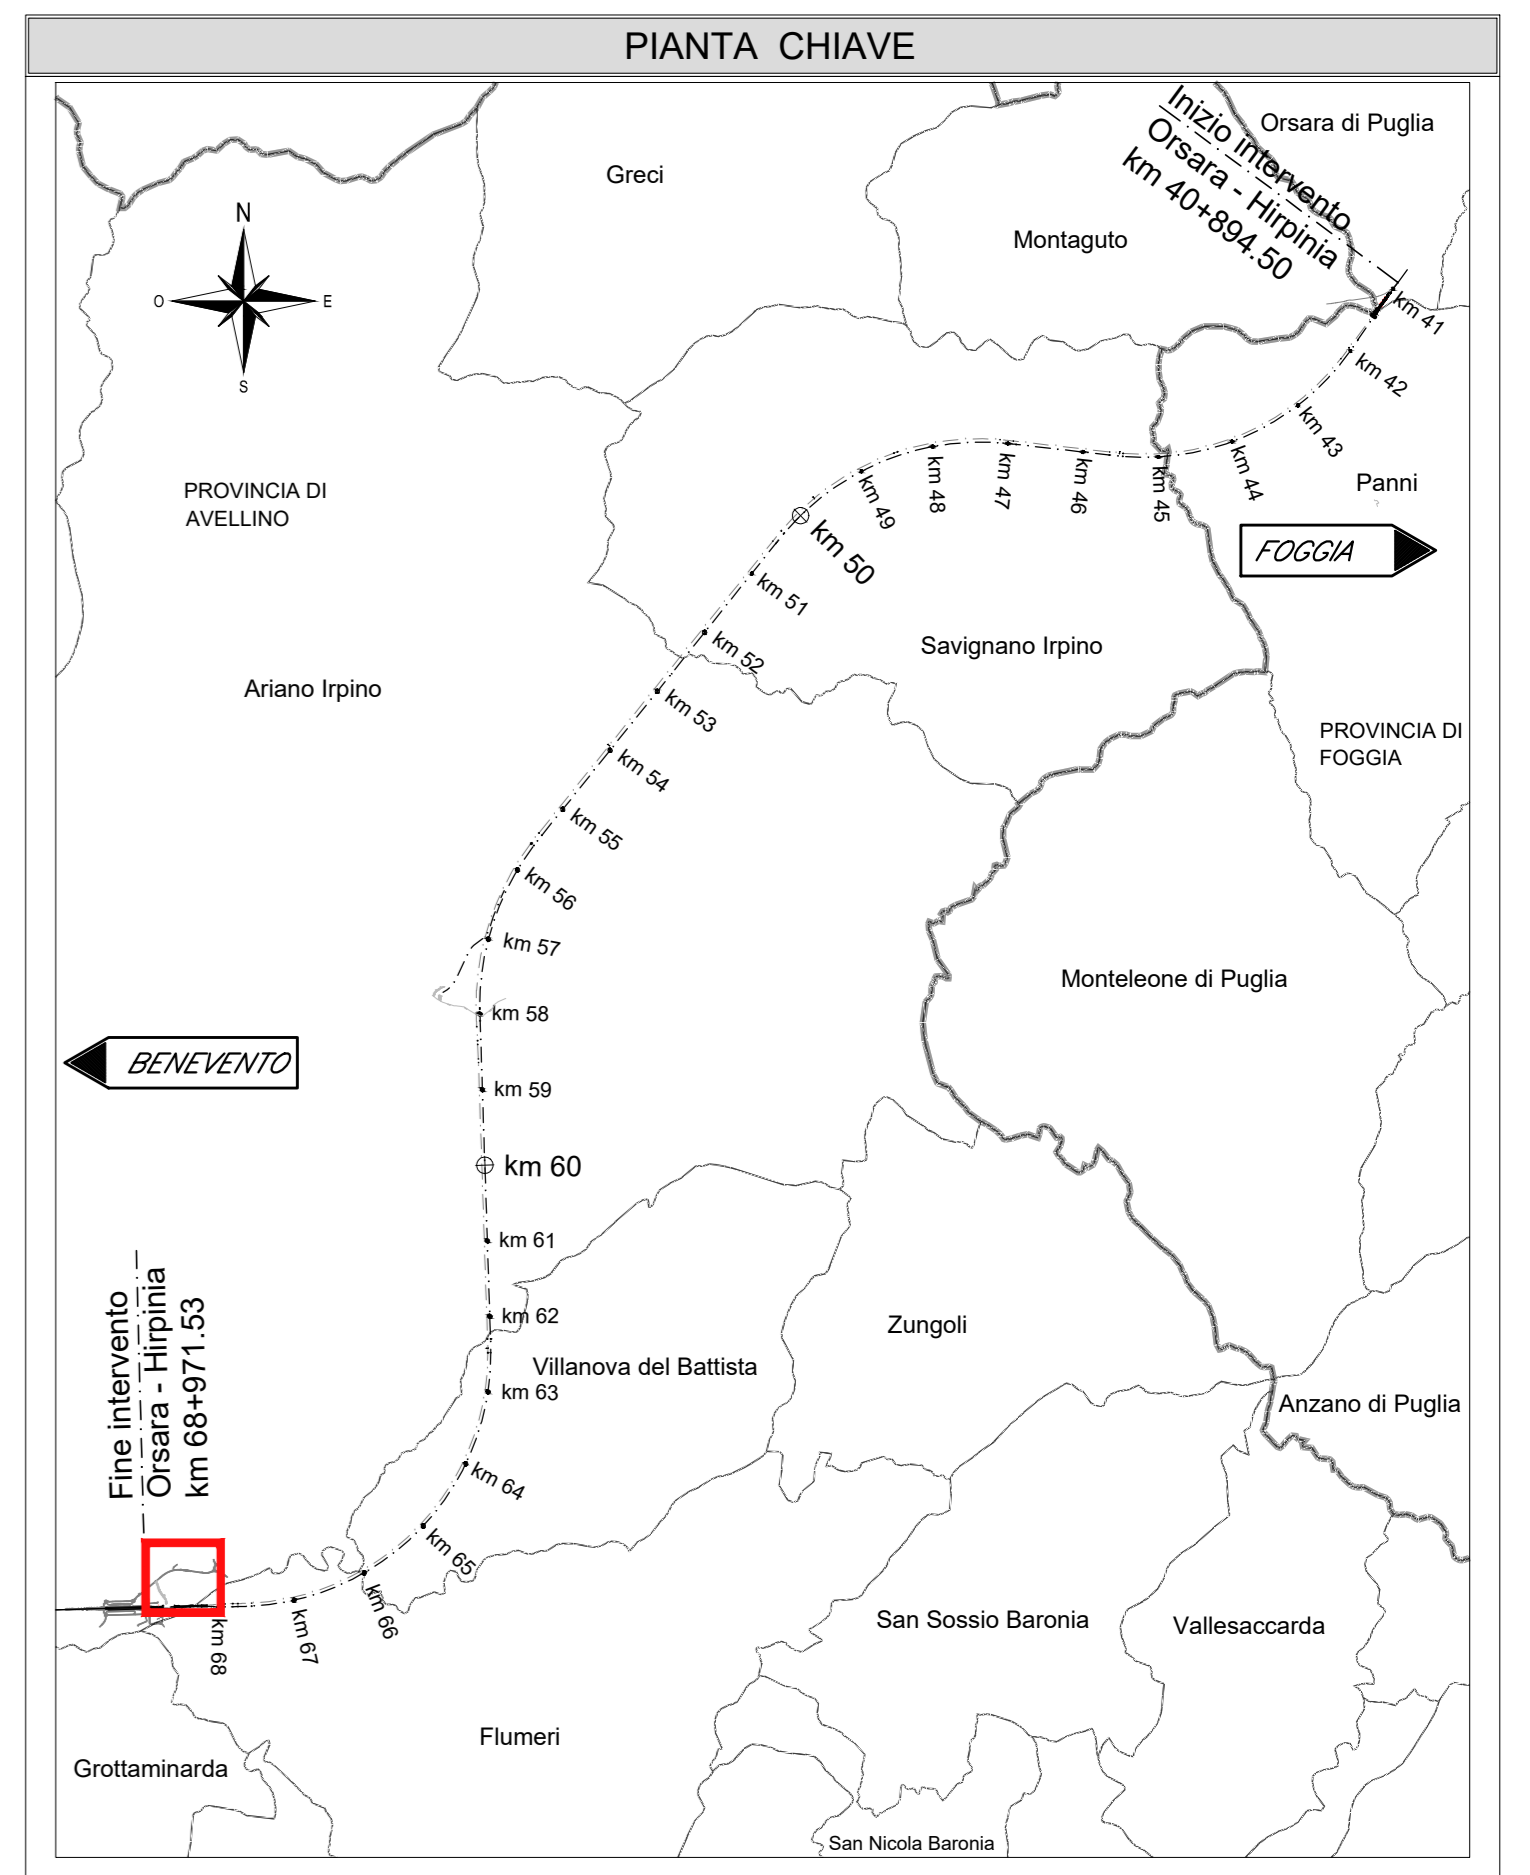 PIANTA CHIAVE
Inizio intervento
Orsara - Hirpinia
km 40+894.50
Orsara di Puglia
Greci
Montaguto
N
O
E
S
km 41
km 42
km 43
km 44
km 45
km 46
km 47
km 48
km 49
km 50
Panni
?
PROVINCIA DI
AVELLINO
FOGGIA
km 51
km 52
Savignano Irpino
Ariano Irpino
km 53
PROVINCIA DI
FOGGIA
km 54
km 55
km 56
km 57
Monteleone di Puglia
km 58
BENEVENTO
km 59
km 60
km 61
km 62
Zungoli
Villanova del Battista
km 63
Anzano di Puglia
Fine intervento
Orsara - Hirpinia
km 68+971.53
km 64
km 65
km 66
km 67
km 68
San Sossio Baronia
Vallesaccarda
Flumeri
Grottaminarda
San Nicola Baronia